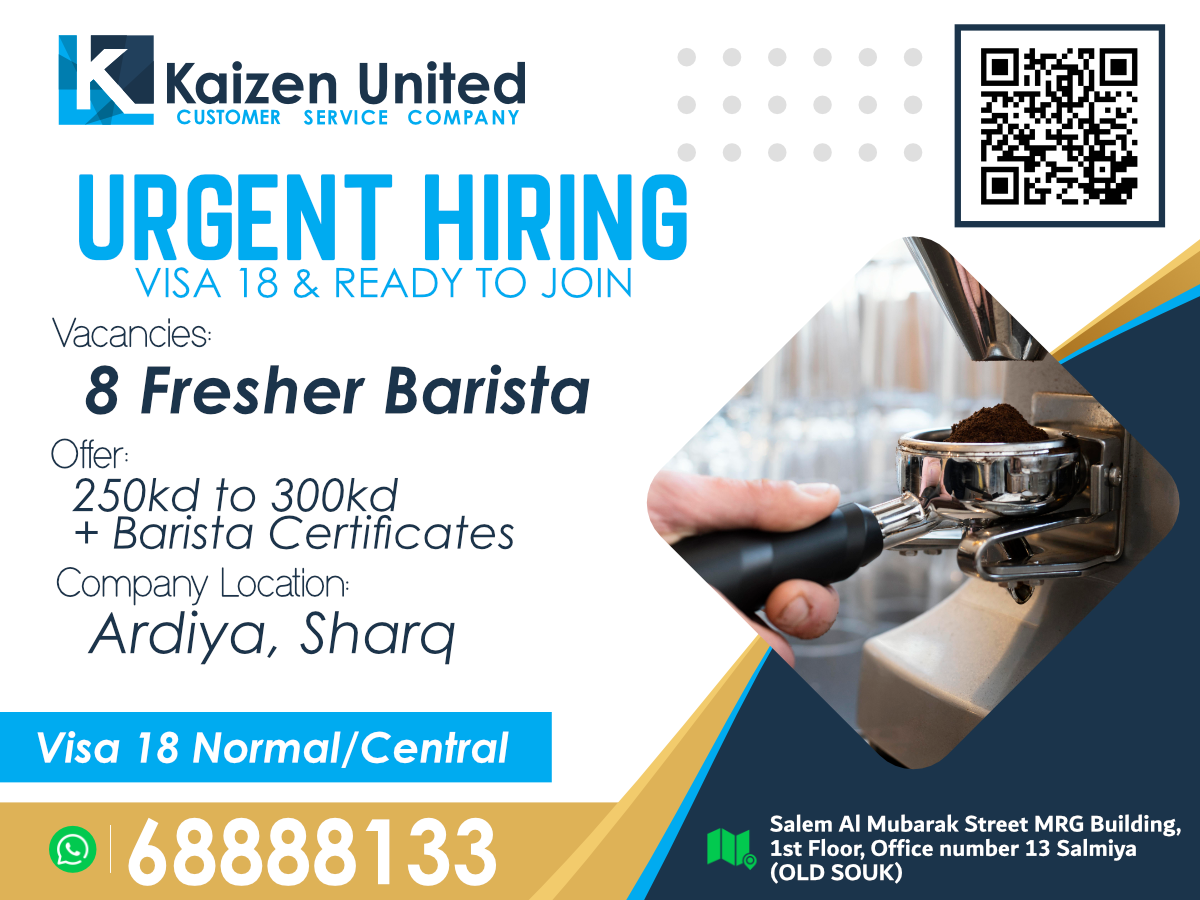 K
Kaizen United
CUSTOMER SERVICE COMPANY
URGENT HIRING
VISA 18 & READY TO JOIN
Vacancies:
8 Fresher Barista
Offer:
250kd to 300kd
+ Barista Certificates
Company Location:
Ardiya, Sharq
Visa 18 Normal/Central
68888133
Salem Al Mubarak Street MRG Building,
1st Floor, Office number 13 Salmiya
(OLD SOUK)